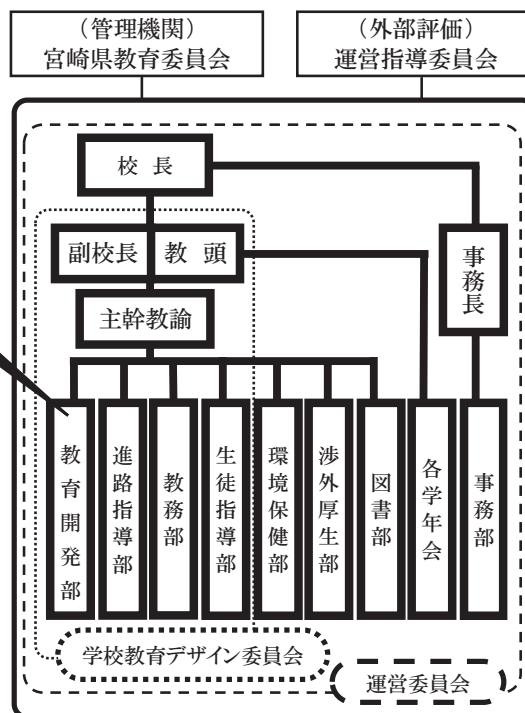 （管理機関）
宮崎県教育委員会
（外部評価）
運営指導委員会
校長
副校長
教頭
事務長
主幹教諭
教育開発部
進路指導部
教務部
生徒指導部
環境保健部
渉外厚生部
図書部
各学年会
事務部
学校教育デザイン委員会
運営委員会